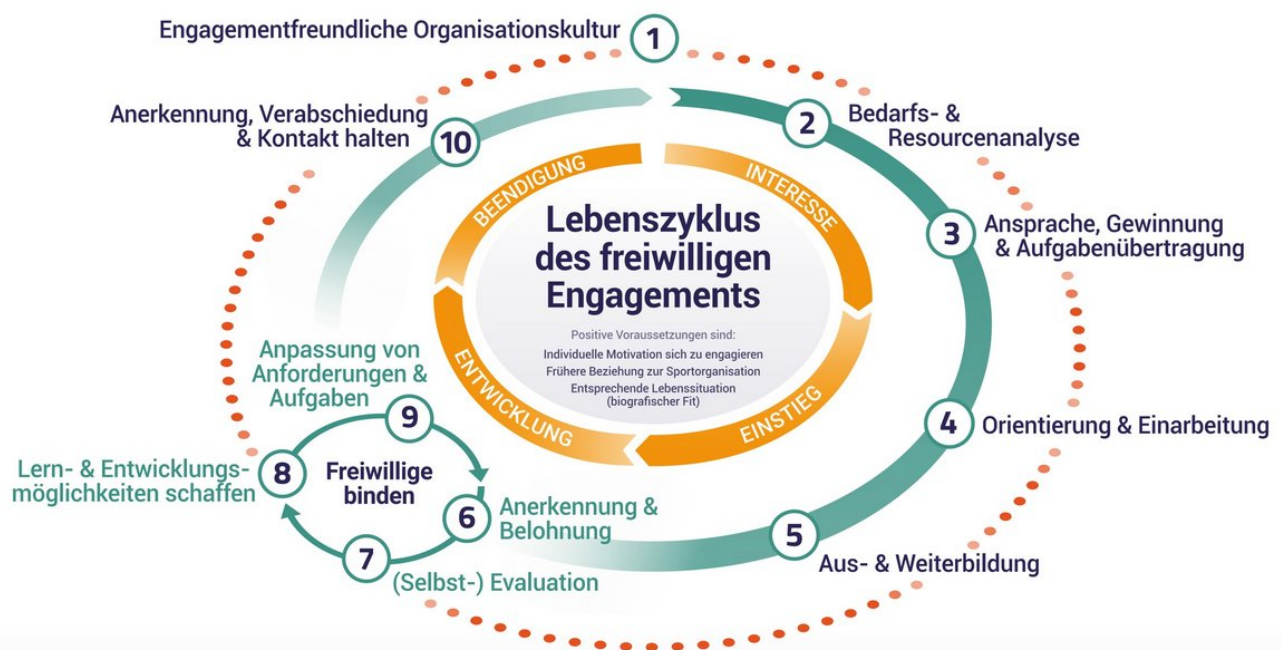 Engagementfreundliche Organisationskultur
1
2
Bedarfs- &
Resourcenanalyse
3
Ansprache, Gewinnung
& Aufgabenübertragung
4
Orientierung & Einarbeitung
5
Aus- & Weiterbildung
6
Anerkennung &
Belohnung
7
(Selbst-) Evaluation
8
Lern- & Entwicklungs-
möglichkeiten schaffen
9
Anpassung von
Anforderungen &
Aufgaben
Freiwillige
binden
10
Anerkennung, Verabschiedung
& Kontakt halten
INTERESSE
EINSTIEG
ENTWICKLUNG
BEENDIGUNG
Lebenszyklus
des freiwilligen
Engagements
Positive Voraussetzungen sind:
Individuelle Motivation sich zu engagieren
Frühere Beziehung zur Sportorganisation
Entsprechende Lebenssituation
(biografischer Fit)